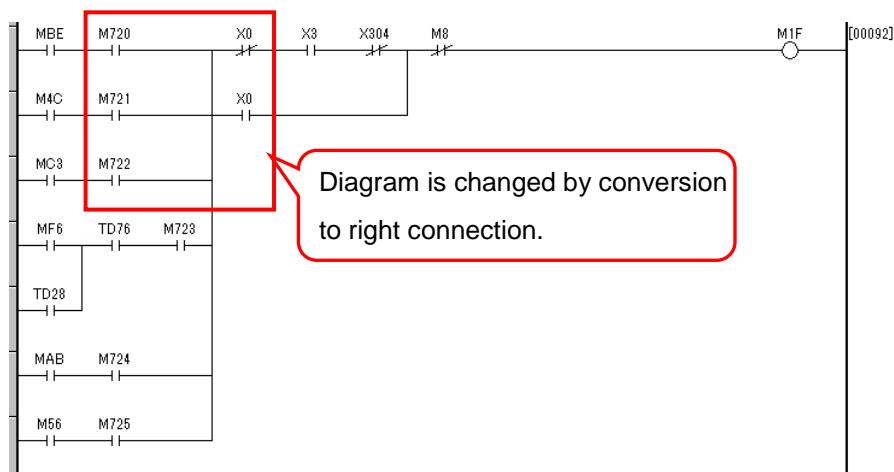 MBE M720 X0 X3 X304 M8 M1F [00092]
M4C M721 X0
MC3 M722
Diagram is changed by conversion
to right connection.
MF6 TD76 M723
TD28
MAB M724
M56 M725